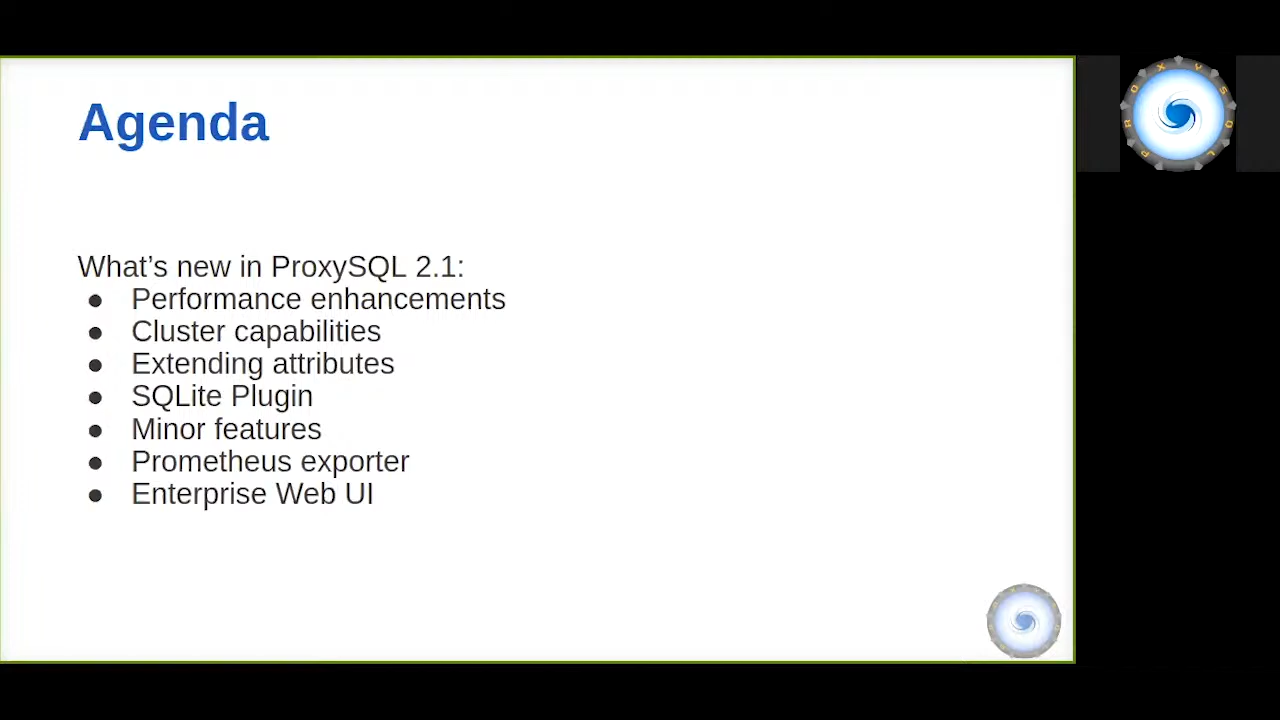 Agenda
What’s new in ProxySQL 2.1:
● Performance enhancements
● Cluster capabilities
● Extending attributes
● SQLite Plugin
● Minor features
● Prometheus exporter
● Enterprise Web UI
PROXYSQL